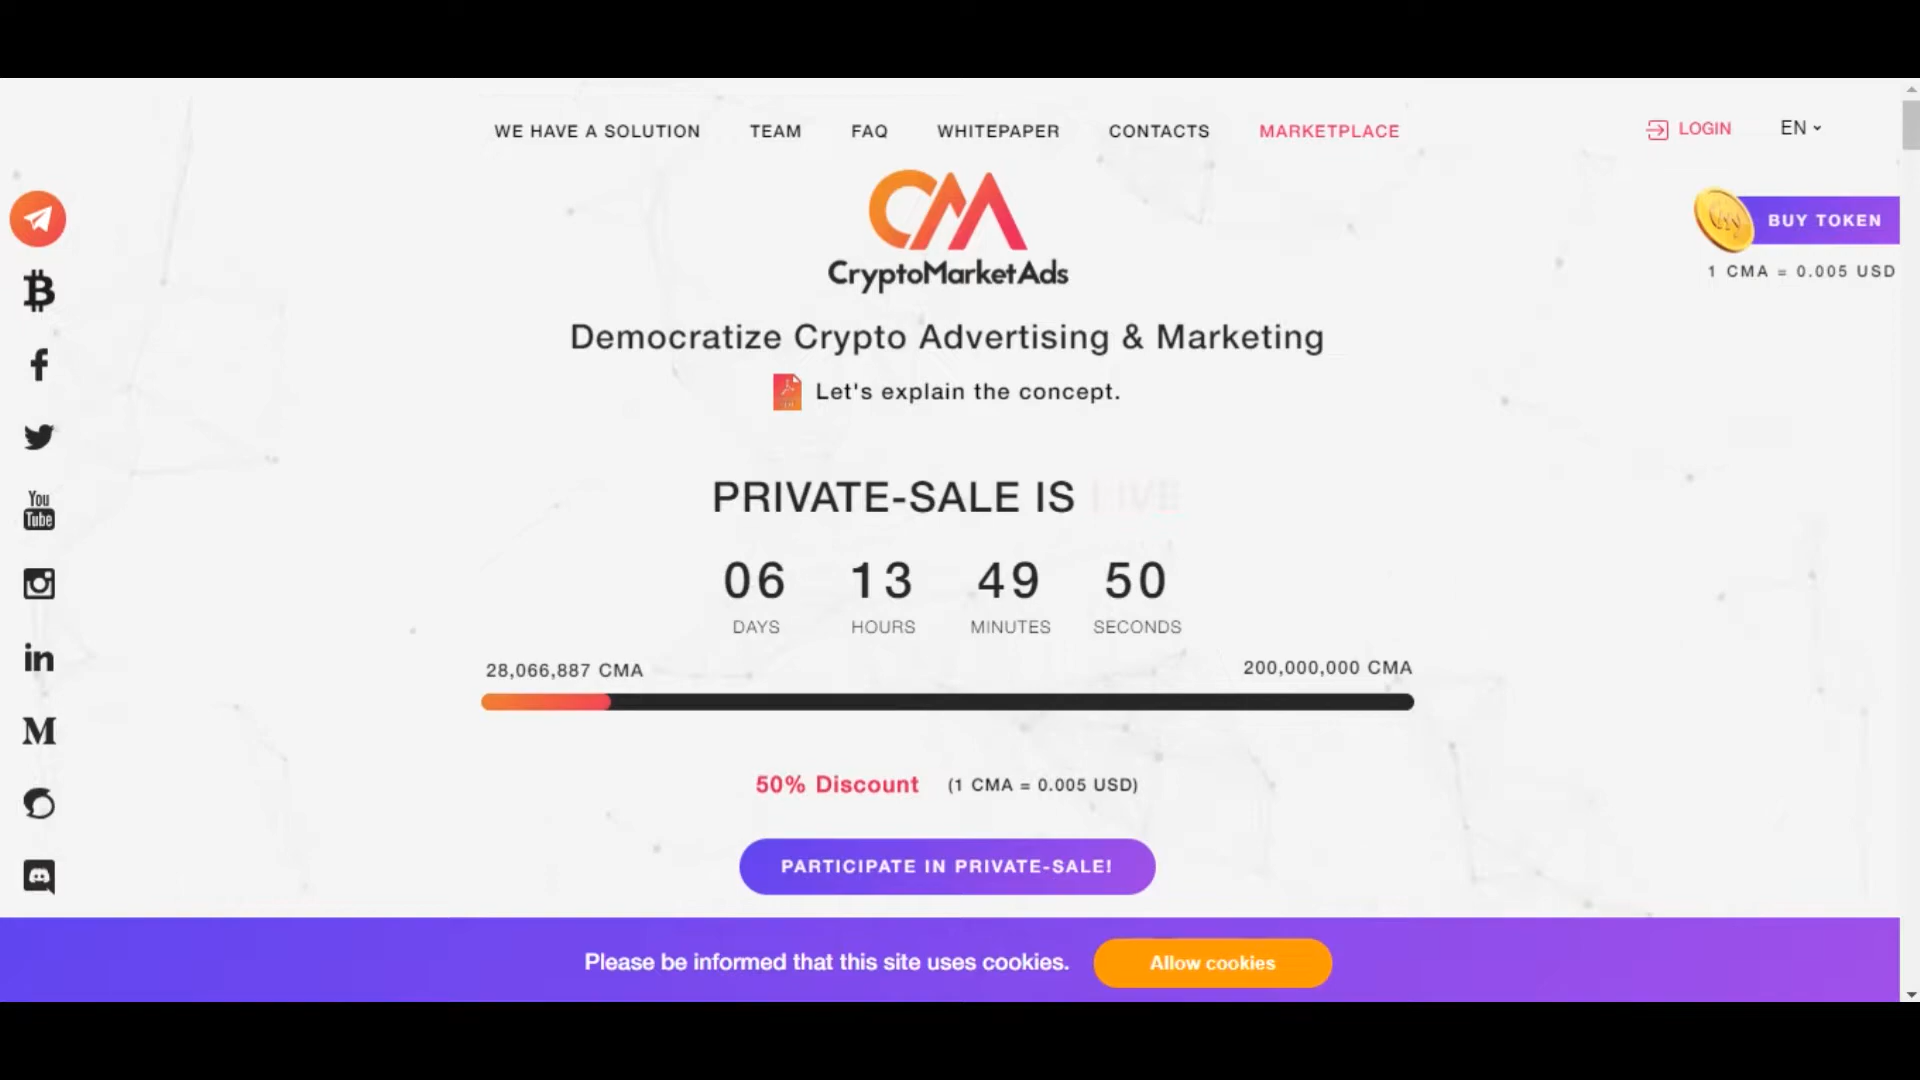 WE HAVE A SOLUTION TEAM FAQ WHITEPAPER CONTACTS MARKETPLACE LOGIN EN
CryptoMarketAds
BUY TOKEN
1 CMA = 0.005 USD
Democratize Crypto Advertising & Marketing
Let's explain the concept.
PRIVATE-SALE IS LIVE
06 13 49 50
DAYS HOURS MINUTES SECONDS
28,066,887 CMA 200,000,000 CMA
50% Discount (1 CMA = 0.005 USD)
PARTICIPATE IN PRIVATE-SALE!
You
Tube
Please be informed that this site uses cookies. Allow cookies